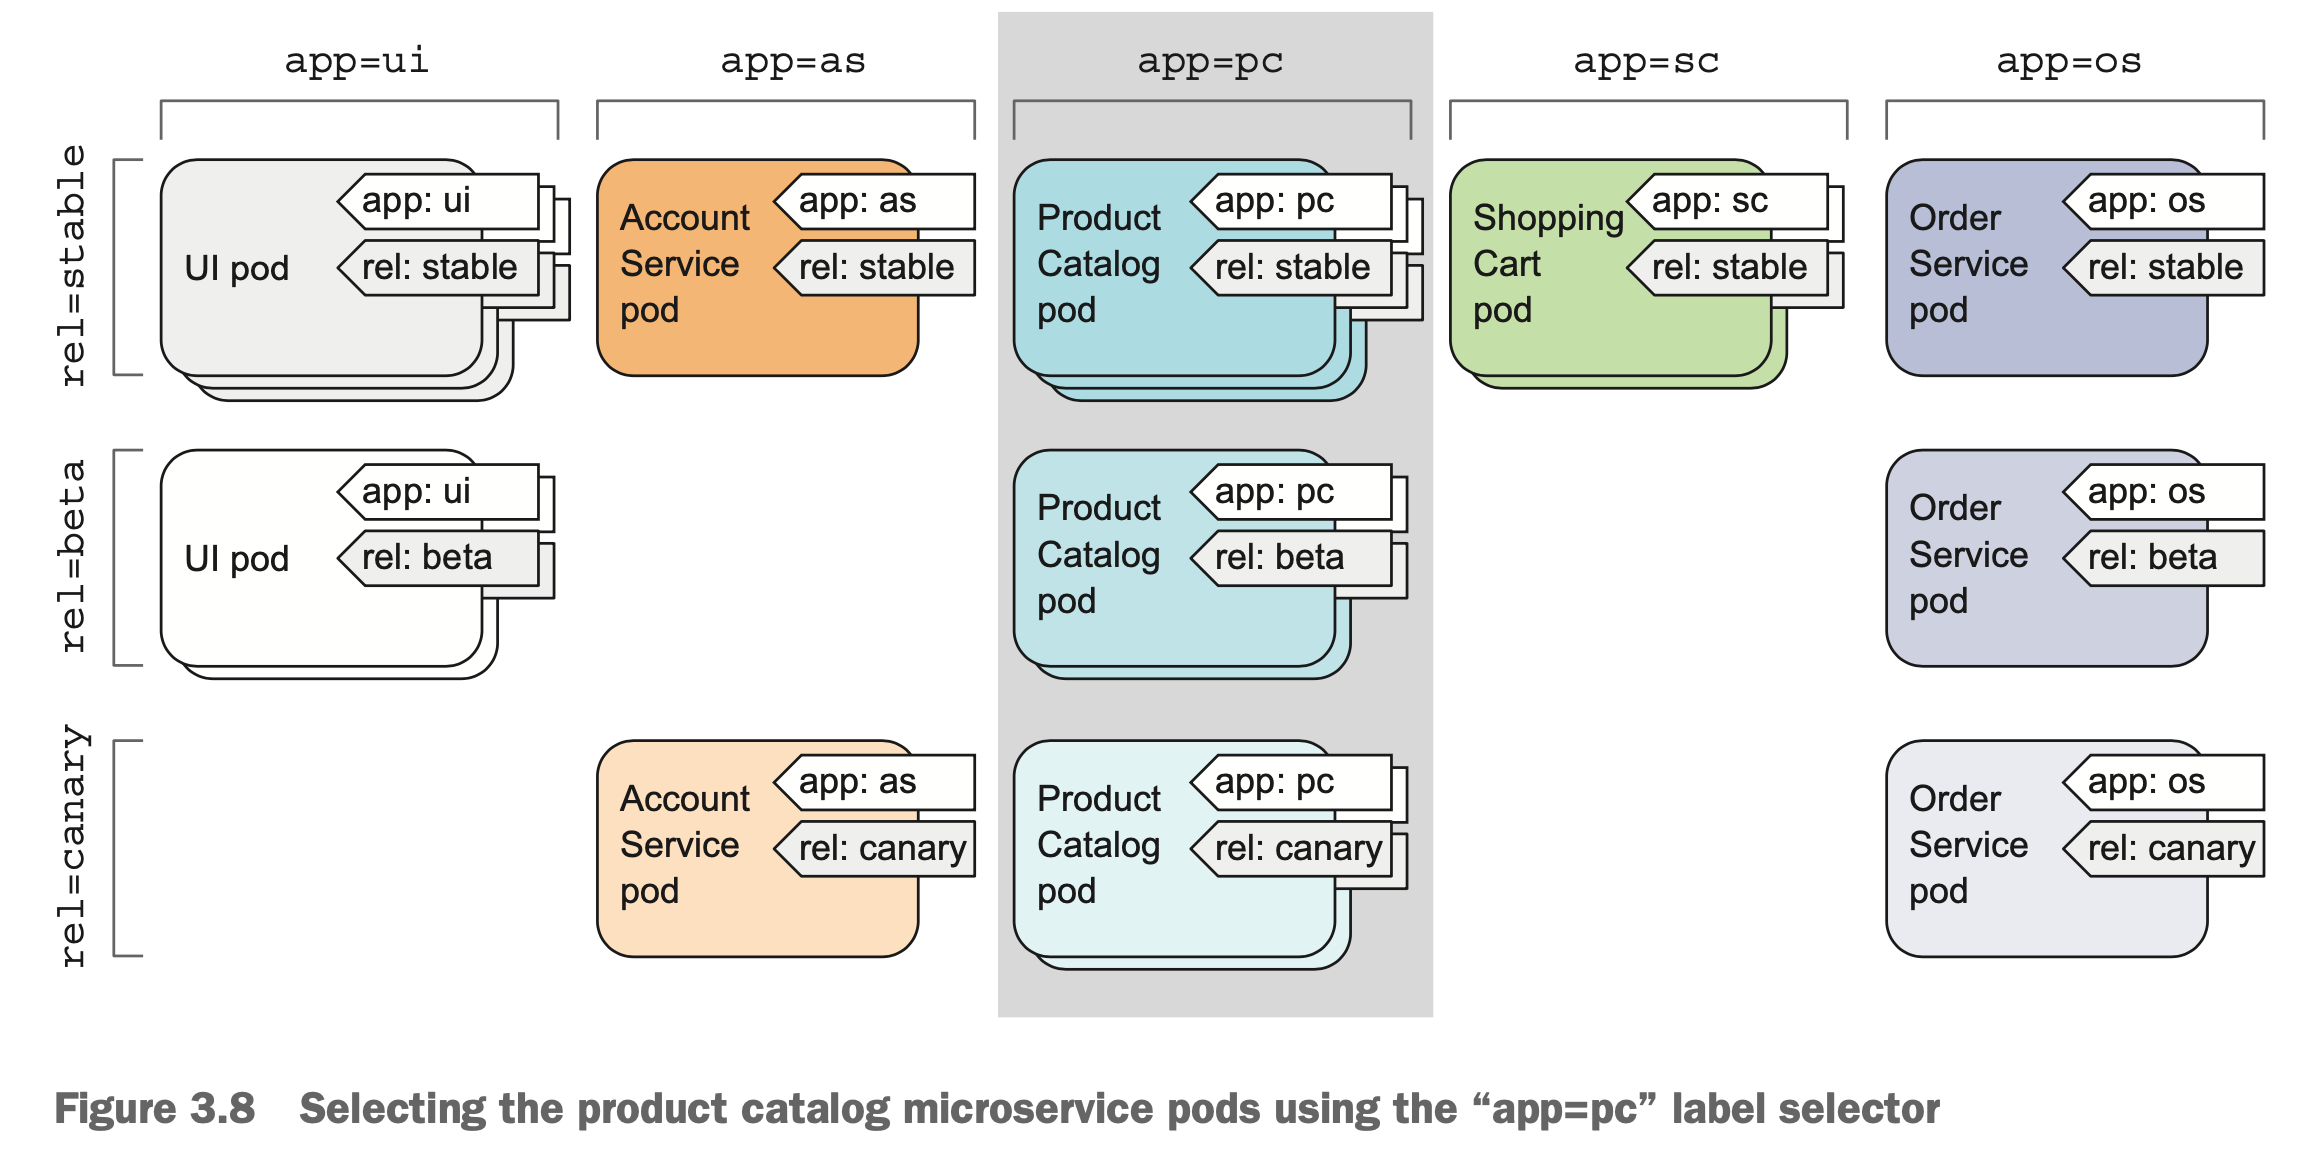 app=ui
app=as
app=pc
app=sc
app=os
rel=stable
UI pod
app: ui
rel: stable
Account
Service
pod
app: as
rel: stable
Product
Catalog
pod
app: pc
rel: stable
Shopping
Cart
pod
app: sc
rel: stable
Order
Service
pod
app: os
rel: stable
rel=beta
UI pod
app: ui
rel: beta
Product
Catalog
pod
app: pc
rel: beta
Order
Service
pod
app: os
rel: beta
rel=canary
Account
Service
pod
app: as
rel: canary
Product
Catalog
pod
app: pc
rel: canary
Order
Service
pod
app: os
rel: canary
Figure 3.8 Selecting the product catalog microservice pods using the “app=pc” label selector